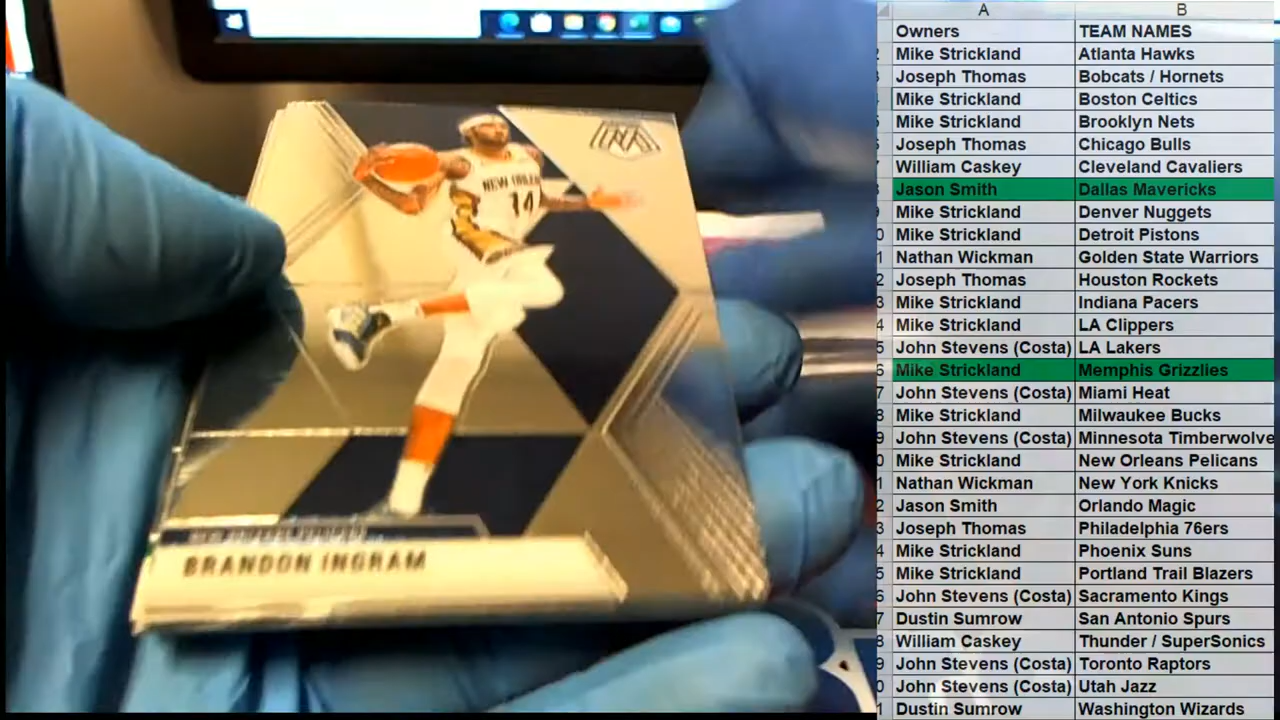 NEW ORLEANS
14
BRANDON INGRAM
A B
Owners TEAM NAMES
Mike Strickland Atlanta Hawks
Joseph Thomas Bobcats / Hornets
Mike Strickland Boston Celtics
Mike Strickland Brooklyn Nets
Joseph Thomas Chicago Bulls
William Caskey Cleveland Cavaliers
Jason Smith Dallas Mavericks
Mike Strickland Denver Nuggets
Mike Strickland Detroit Pistons
Nathan Wickman Golden State Warriors
Joseph Thomas Houston Rockets
Mike Strickland Indiana Pacers
Mike Strickland LA Clippers
John Stevens (Costa) LA Lakers
Mike Strickland Memphis Grizzlies
John Stevens (Costa) Miami Heat
Mike Strickland Milwaukee Bucks
John Stevens (Costa) Minnesota Timberwolve
Mike Strickland New Orleans Pelicans
Nathan Wickman New York Knicks
Jason Smith Orlando Magic
Joseph Thomas Philadelphia 76ers
Mike Strickland Phoenix Suns
Mike Strickland Portland Trail Blazers
John Stevens (Costa) Sacramento Kings
Dustin Sumrow San Antonio Spurs
William Caskey Thunder / SuperSonics
John Stevens (Costa) Toronto Raptors
John Stevens (Costa) Utah Jazz
Dustin Sumrow Washington Wizards